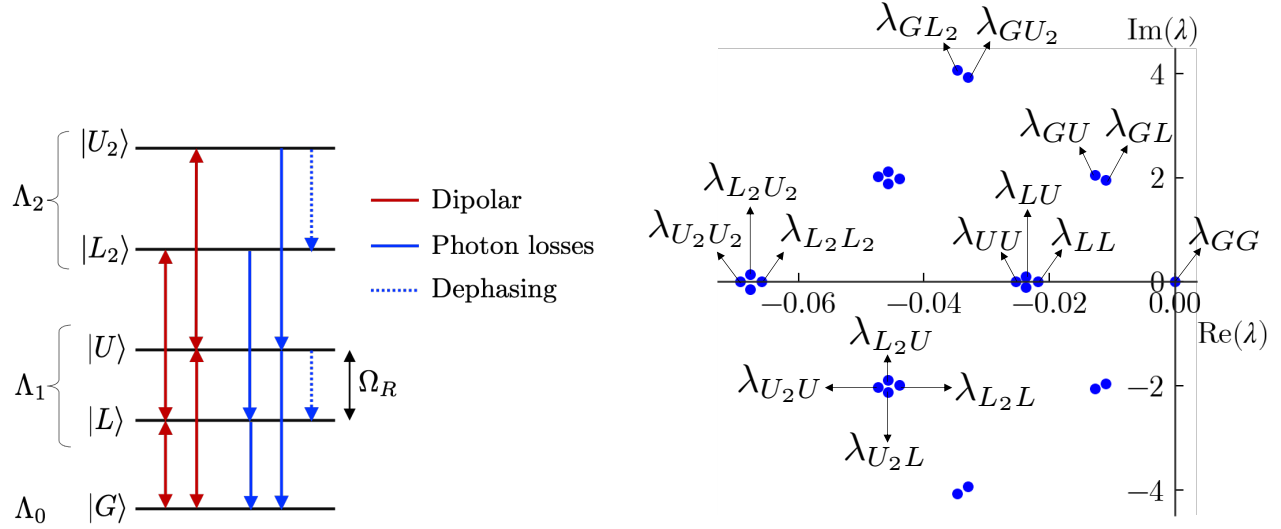 |U₂⟩
Λ₂
|L₂⟩
|U⟩
Λ₁
|L⟩
Λ₀
|G⟩
Ω_R
Dipolar
Photon losses
Dephasing
λ_{GL₂}
λ_{GU₂}
Im(λ)
4
λ_{GU}
λ_{GL}
2
λ_{L₂U₂}
λ_{LU}
λ_{U₂U₂}
λ_{L₂L₂}
λ_{UU}
λ_{LL}
λ_{GG}
0
−0.06
−0.04
−0.02
0.00
Re(λ)
λ_{L₂U}
λ_{U₂U}
λ_{L₂L}
−2
λ_{U₂L}
−4